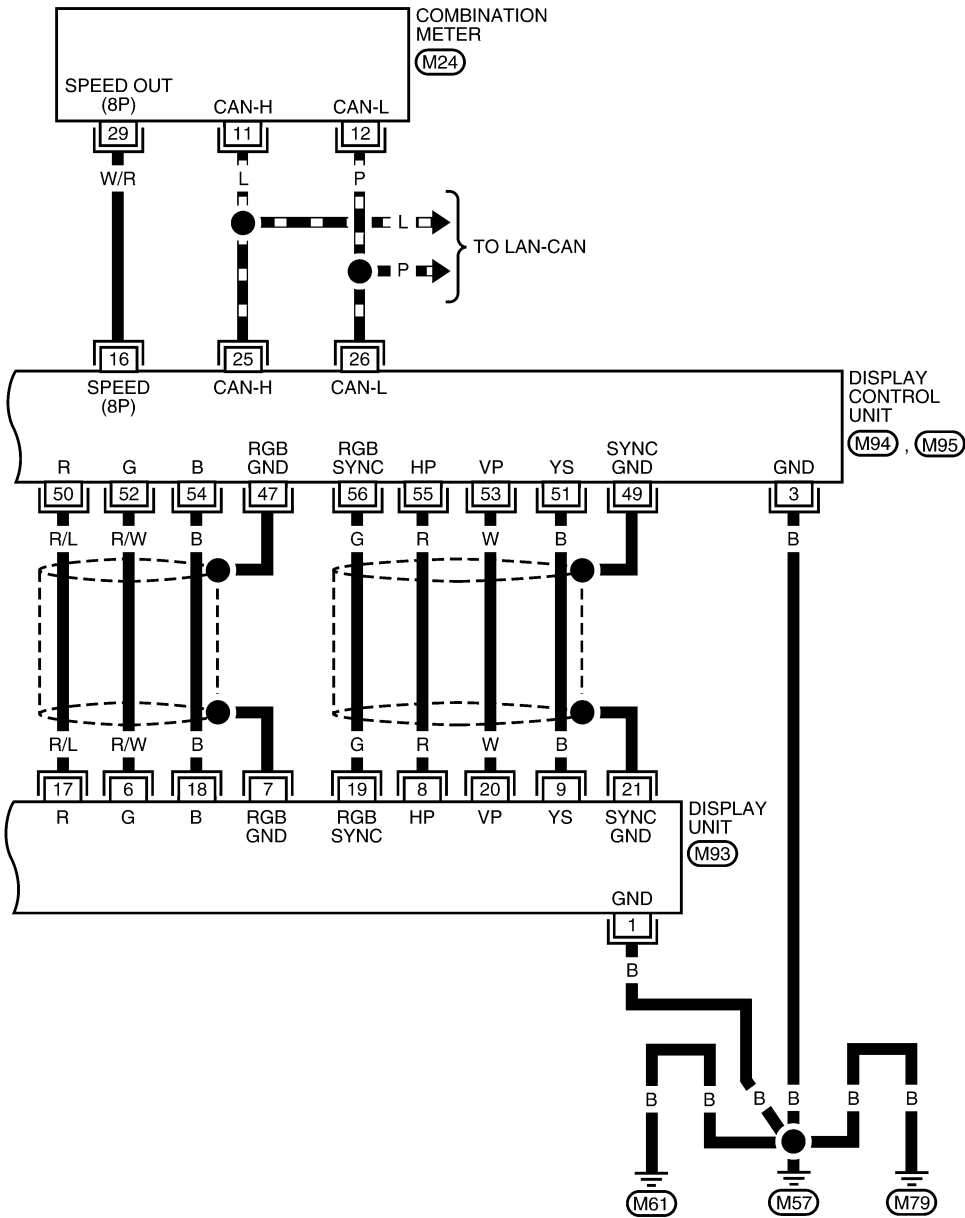 COMBINATION
METER
M24
SPEED OUT
(8P)
CAN-H
CAN-L
29
11
12
W/R
L
P
L
P
TO LAN-CAN
16
25
26
SPEED
(8P)
CAN-H
CAN-L
DISPLAY
CONTROL
UNIT
M94 , M95
R
G
B
RGB
GND
RGB
SYNC
HP
VP
YS
SYNC
GND
GND
50
52
54
47
56
55
53
51
49
3
R/L
R/W
B
G
R
W
B
B
R/L
R/W
B
G
R
W
B
17
6
18
7
19
8
20
9
21
R
G
B
RGB
GND
RGB
SYNC
HP
VP
YS
SYNC
GND
DISPLAY
UNIT
M93
GND
1
B
B
B
B
B
B
B
M61
M57
M79